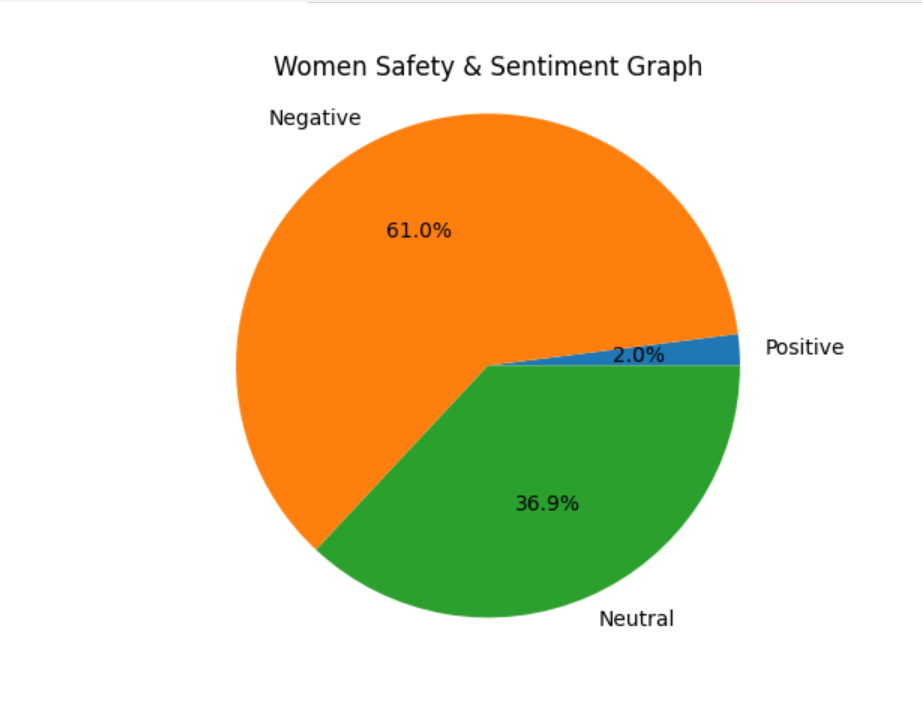 Women Safety & Sentiment Graph
Negative
61.0%
Positive
2.0%
36.9%
Neutral